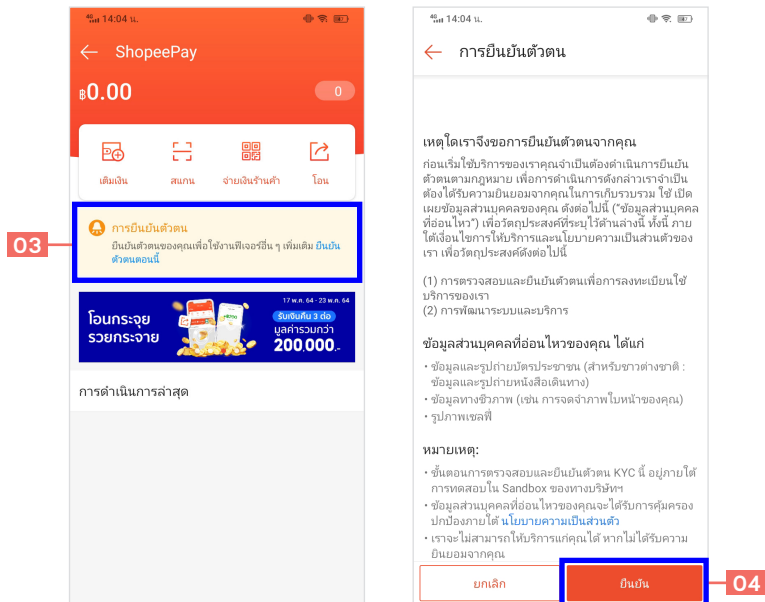 4G 14:04 น.
ShopeePay
฿0.00
0
เติมเงิน
สแกน
จ่ายเงินร้านค้า
โอน
03
การยืนยันตัวตน
ยืนยันตัวตนของคุณเพื่อใช้งานฟีเจอร์อื่น ๆ เพิ่มเติม ยืนยัน
ตัวตนตอนนี้
17 พ.ค. 64 - 23 พ.ค. 64
โอนกระจุย
รวยกระจาย
รับเงินคืน 3 ต่อ
มูลค่ารวมกว่า
200,000.-
การดำเนินการล่าสุด
4G 14:04 น.
การยืนยันตัวตน
เหตุใดเราจึงขอการยืนยันตัวตนจากคุณ
ก่อนเริ่มใช้บริการของเราคุณจำเป็นต้องดำเนินการยืนยัน
ตัวตนตามกฎหมาย เพื่อการดำเนินการดังกล่าวเราจำเป็น
ต้องได้รับความยินยอมจากคุณในการเก็บรวบรวม ใช้ เปิด
เผยข้อมูลส่วนบุคคลของคุณ ดังต่อไปนี้ ("ข้อมูลส่วนบุคคล
ที่อ่อนไหว") เพื่อวัตถุประสงค์ที่ระบุไว้ด้านล่างนี้ ทั้งนี้ ภาย
ใต้เงื่อนไขการให้บริการและนโยบายความเป็นส่วนตัวของ
เรา เพื่อวัตถุประสงค์ดังต่อไปนี้
(1) การตรวจสอบและยืนยันตัวตนเพื่อการลงทะเบียนใช้
บริการของเรา
(2) การพัฒนาระบบและบริการ
ข้อมูลส่วนบุคคลที่อ่อนไหวของคุณ ได้แก่
• ข้อมูลและรูปถ่ายบัตรประชาชน (สำหรับชาวต่างชาติ :
ข้อมูลและรูปถ่ายหนังสือเดินทาง)
• ข้อมูลทางชีวภาพ (เช่น การจดจำภาพใบหน้าของคุณ)
• รูปภาพเซลฟี่
หมายเหตุ:
• ขั้นตอนการตรวจสอบและยืนยันตัวตน KYC นี้ อยู่ภายใต้
การทดสอบใน Sandbox ของทางบริษัทฯ
• ข้อมูลส่วนบุคคลที่อ่อนไหวของคุณจะได้รับการคุ้มครอง
ปกป้องภายใต้ นโยบายความเป็นส่วนตัว
• เราจะไม่สามารถให้บริการแก่คุณได้ หากไม่ได้รับความ
ยินยอมจากคุณ
ยกเลิก
ยืนยัน
04